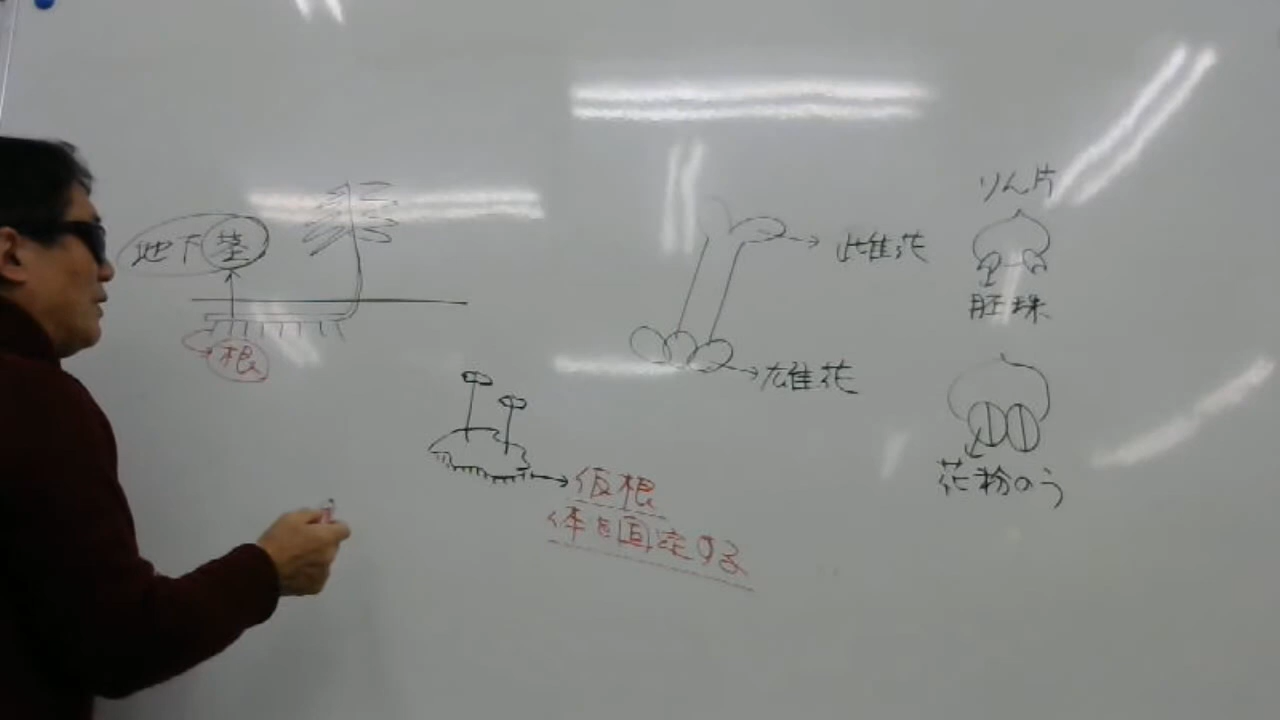 地下茎
根
仮根
体を固定する
雌花
雄花
りん片
胚珠
花粉のう